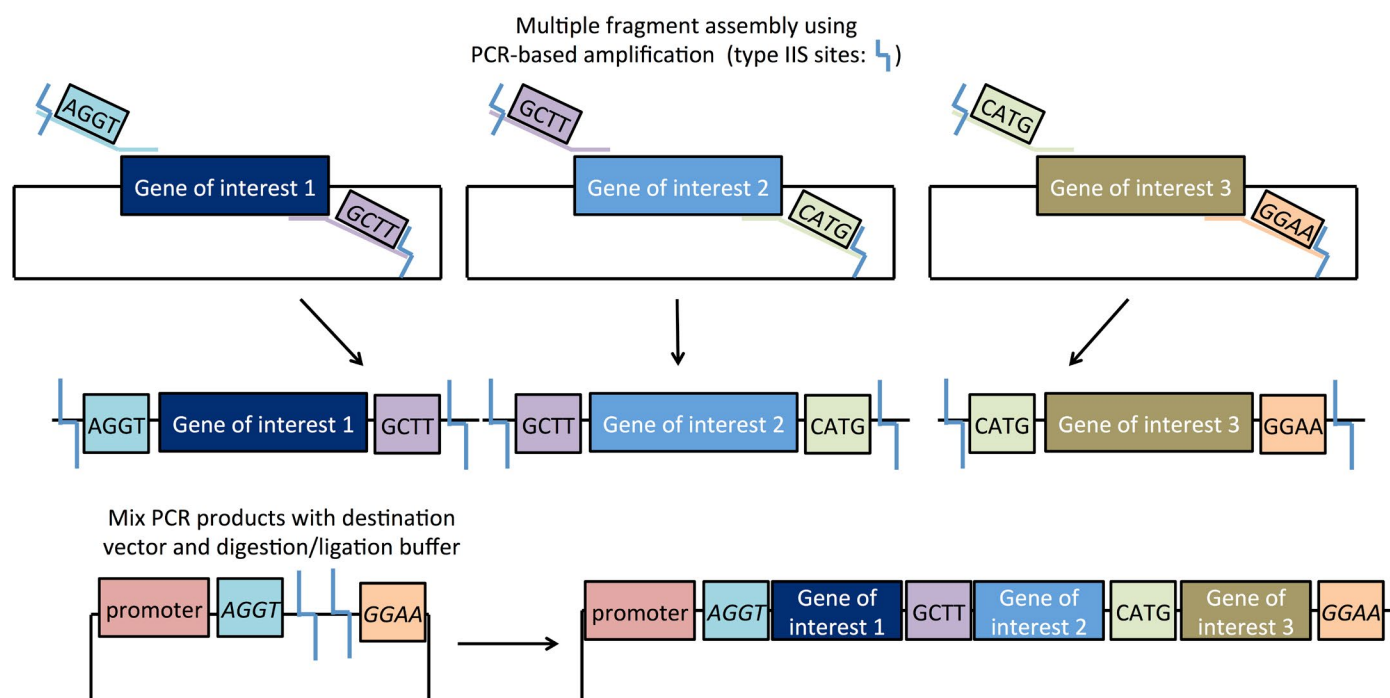 Multiple fragment assembly using
PCR-based amplification (type IIS sites: )
AGGT
GCTT
CATG
Gene of interest 1
Gene of interest 2
Gene of interest 3
GCTT
CATG
GGAA
AGGT
Gene of interest 1
GCTT
GCTT
Gene of interest 2
CATG
CATG
Gene of interest 3
GGAA
Mix PCR products with destination
vector and digestion/ligation buffer
promoter
AGGT
GGAA
promoter
AGGT
Gene of
interest 1
GCTT
Gene of
interest 2
CATG
Gene of
interest 3
GGAA